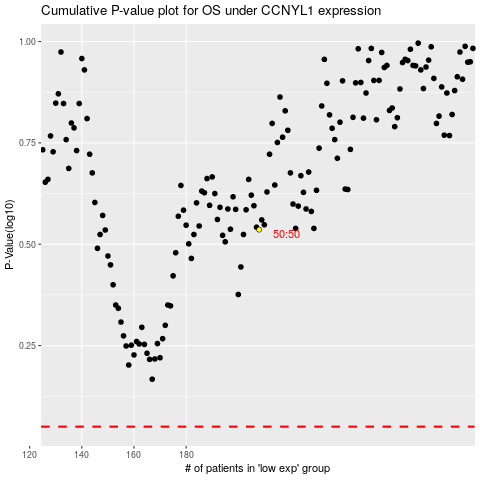 Cumulative P-value plot for OS under CCNYL1 expression
P-Value(log10)
1.00
0.75
0.50
0.25
50:50
120 140 160 180
# of patients in 'low exp' group